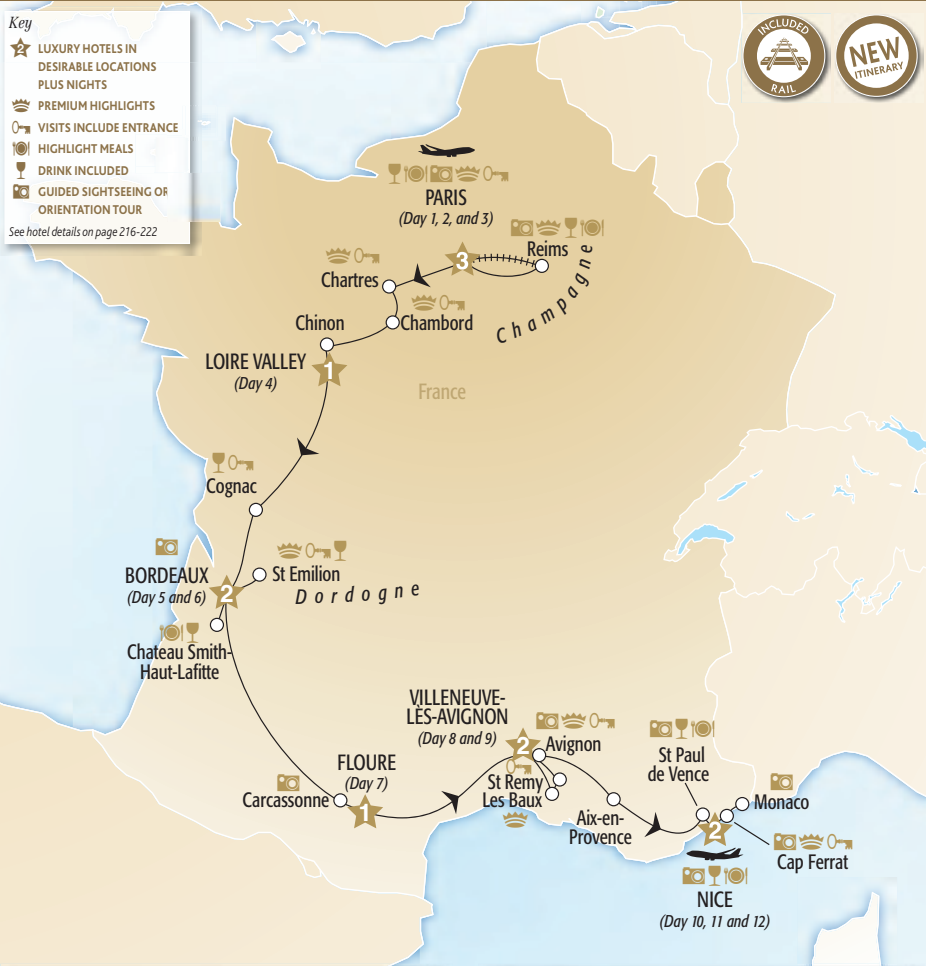 Key
2
LUXURY HOTELS IN
DESIRABLE LOCATIONS
PLUS NIGHTS
PREMIUM HIGHLIGHTS
VISITS INCLUDE ENTRANCE
HIGHLIGHT MEALS
DRINK INCLUDED
GUIDED SIGHTSEEING OR
ORIENTATION TOUR
See hotel details on page 216-222
INCLUDED
RAIL
NEW
ITINERARY
PARIS
(Day 1, 2, and 3)
3
Reims
Champagne
Chartres
Chambord
Chinon
LOIRE VALLEY
(Day 4)
1
France
Cognac
BORDEAUX
(Day 5 and 6)
2
St Emilion
Dordogne
Chateau Smith-
Haut-Lafitte
VILLENEUVE-
LÈS-AVIGNON
(Day 8 and 9)
2
Avignon
FLOURE
(Day 7)
1
Carcassonne
St Remy
Les Baux
Aix-en-
Provence
St Paul
de Vence
Monaco
2
Cap Ferrat
NICE
(Day 10, 11 and 12)